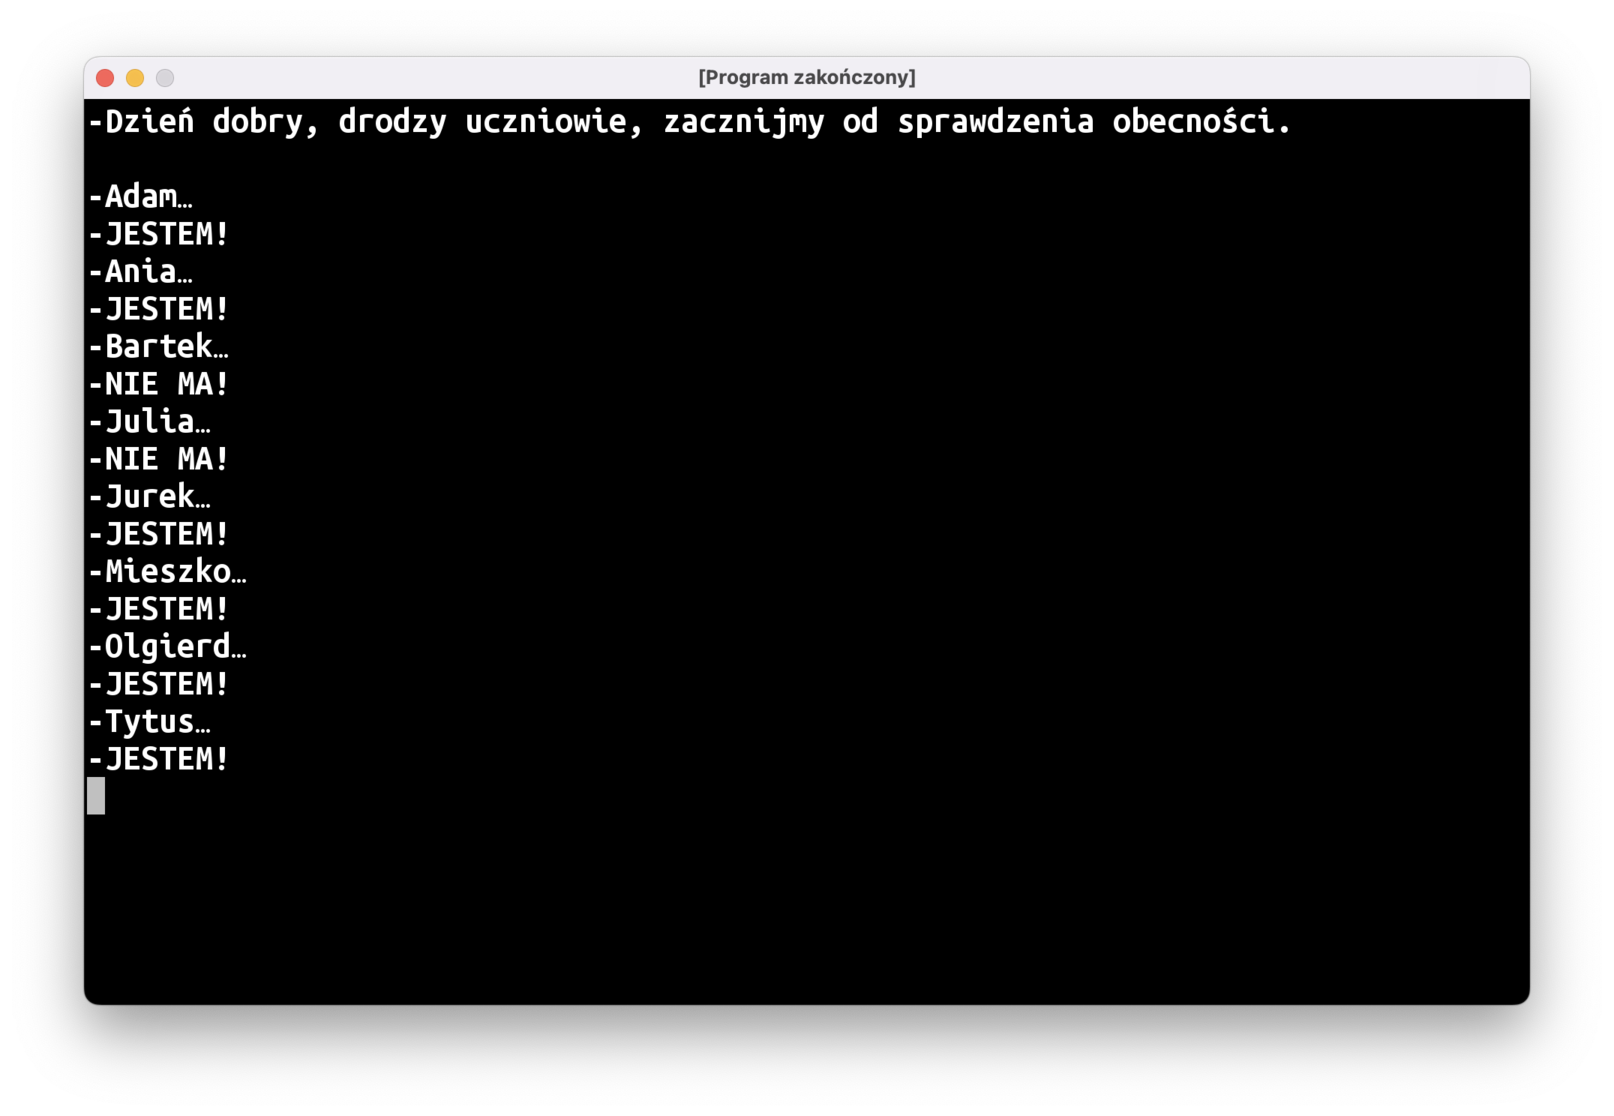 [Program zakończony]
-Dzień dobry, drodzy uczniowie, zacznijmy od sprawdzenia obecności.
-Adam…
-JESTEM!
-Ania…
-JESTEM!
-Bartek…
-NIE MA!
-Julia…
-NIE MA!
-Jurek…
-JESTEM!
-Mieszko…
-JESTEM!
-Olgierd…
-JESTEM!
-Tytus…
-JESTEM!